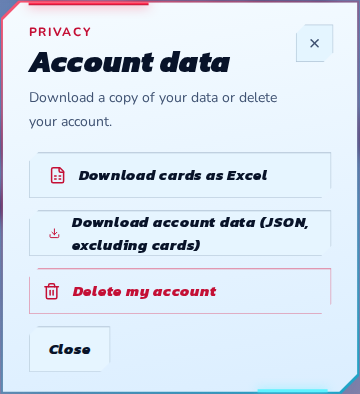 PRIVACY
Account data
Download a copy of your data or delete
your account.
Download cards as Excel
Download account data (JSON,
excluding cards)
Delete my account
Close